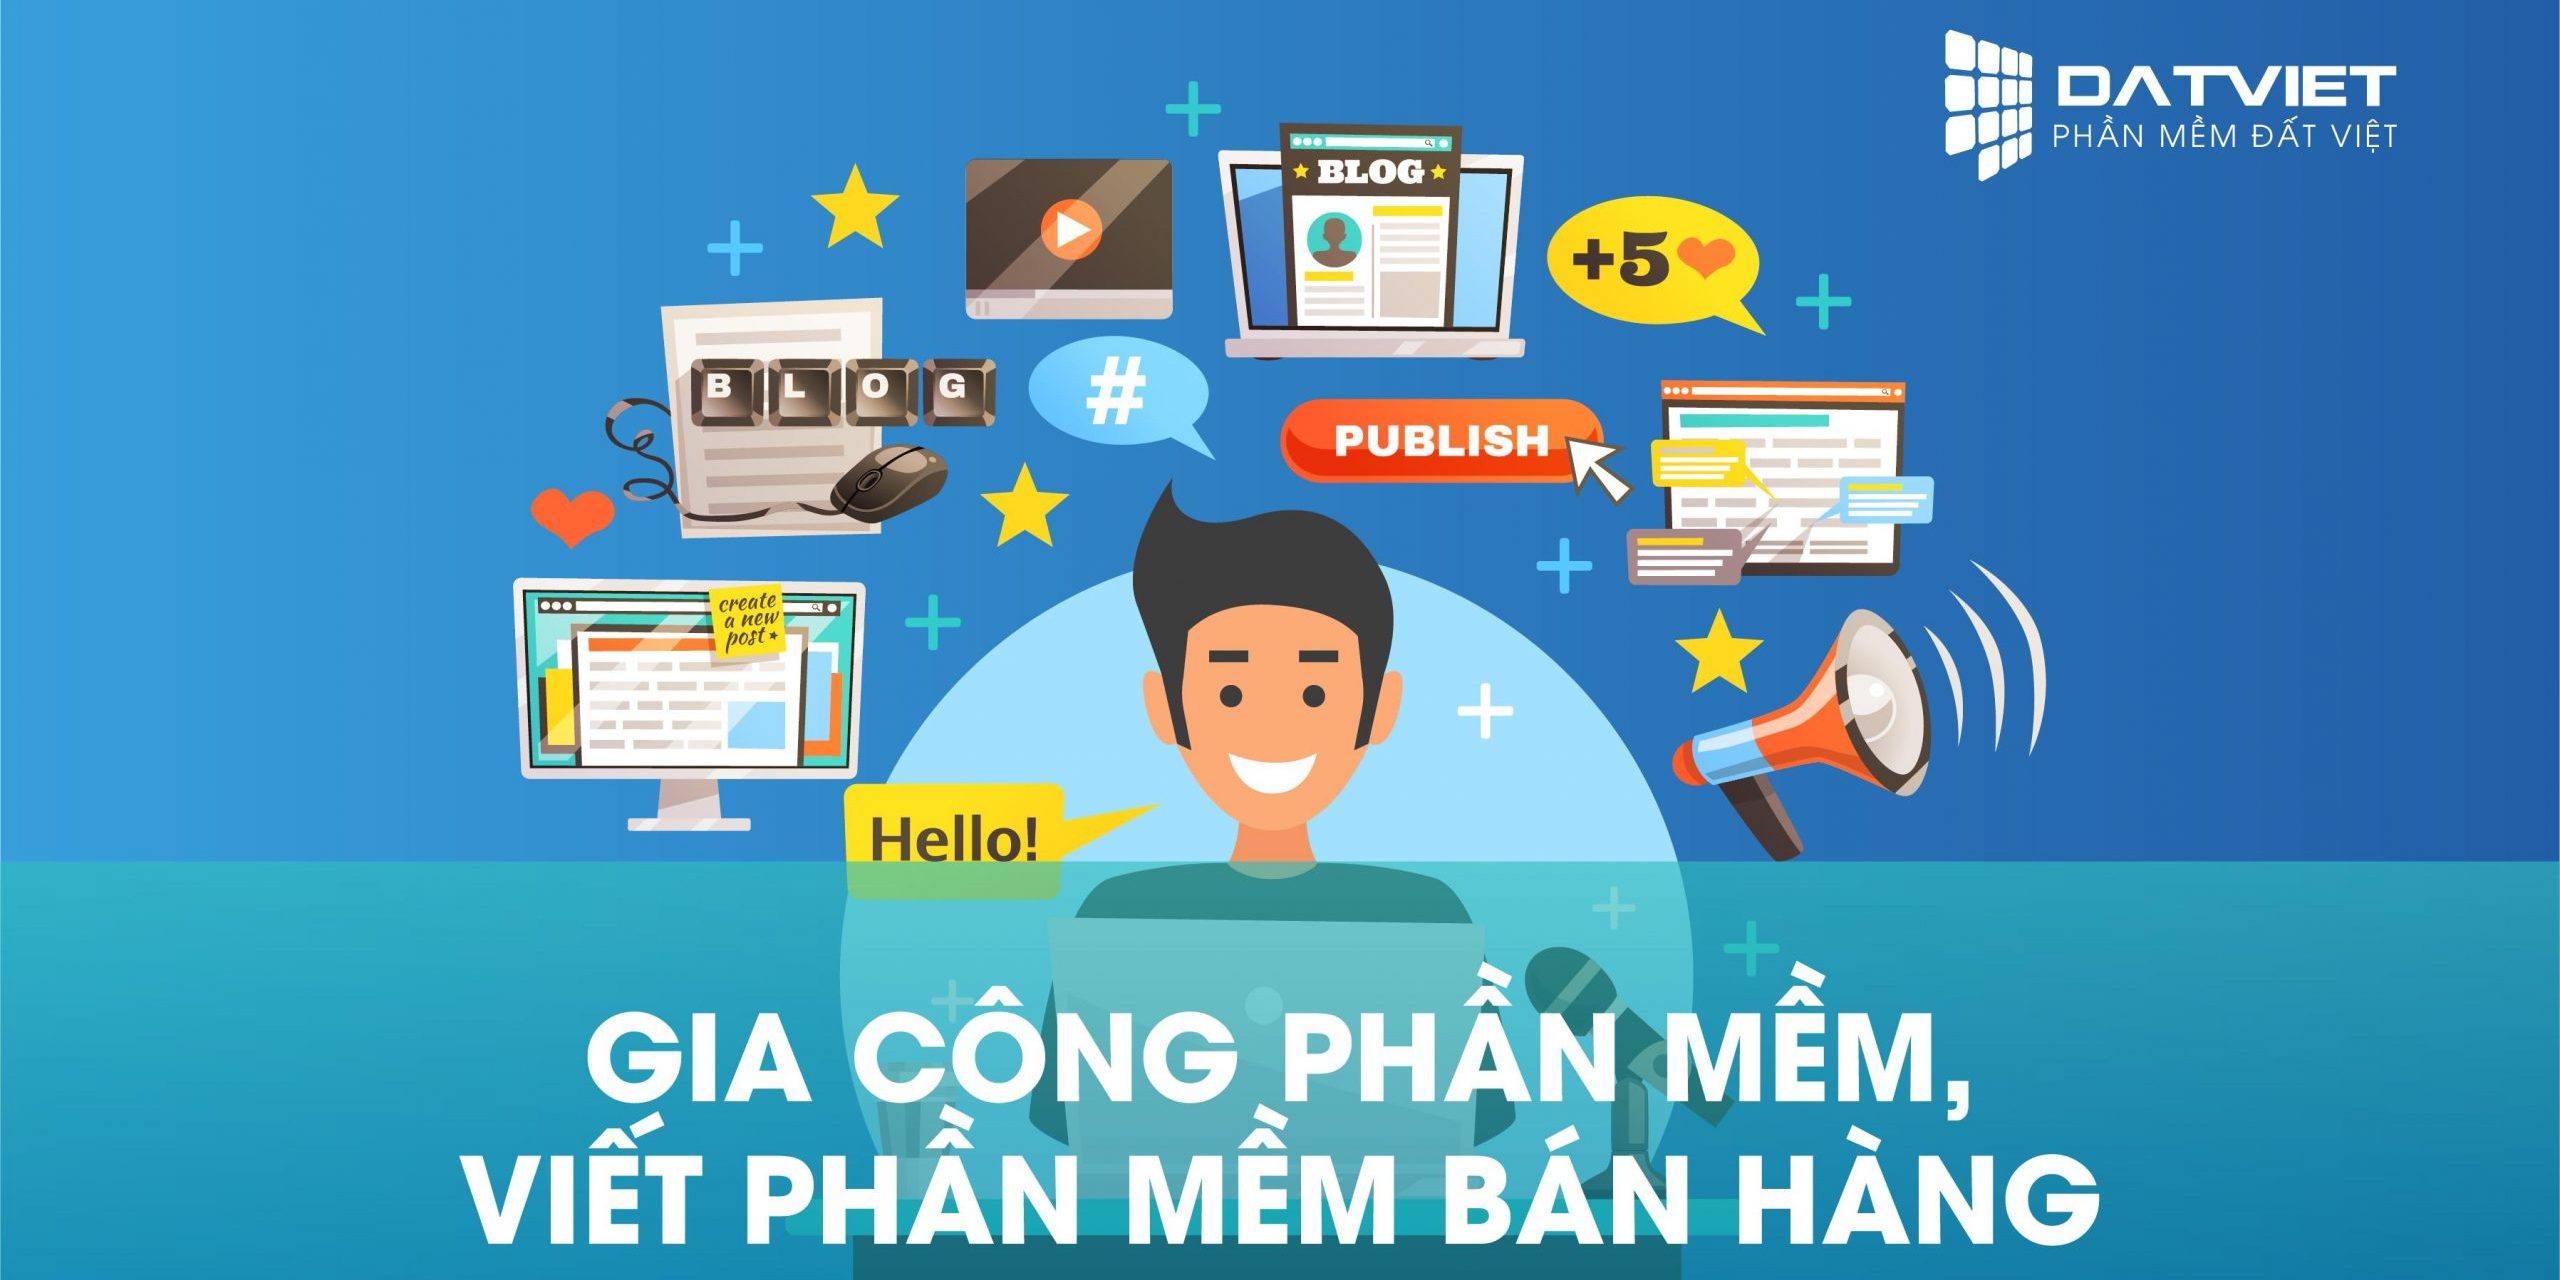 DATVIET
PHẦN MỀM ĐẤT VIỆT
BLOG
+5
B L O G
#
PUBLISH
create
a new
post
Hello!
GIA CÔNG PHẦN MỀM,
VIẾT PHẦN MỀM BÁN HÀNG